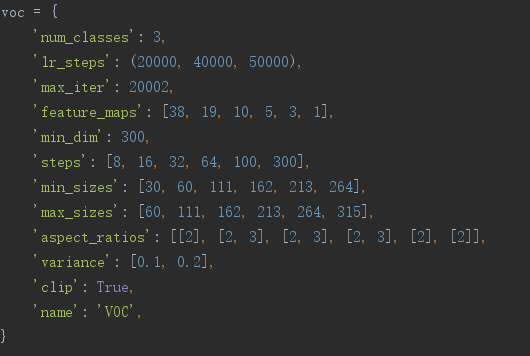 voc = {
    'num_classes': 3,
    'lr_steps': (20000, 40000, 50000),
    'max_iter': 20002,
    'feature_maps': [38, 19, 10, 5, 3, 1],
    'min_dim': 300,
    'steps': [8, 16, 32, 64, 100, 300],
    'min_sizes': [30, 60, 111, 162, 213, 264],
    'max_sizes': [60, 111, 162, 213, 264, 315],
    'aspect_ratios': [[2], [2, 3], [2, 3], [2, 3], [2], [2]],
    'variance': [0.1, 0.2],
    'clip': True,
    'name': 'VOC',
}